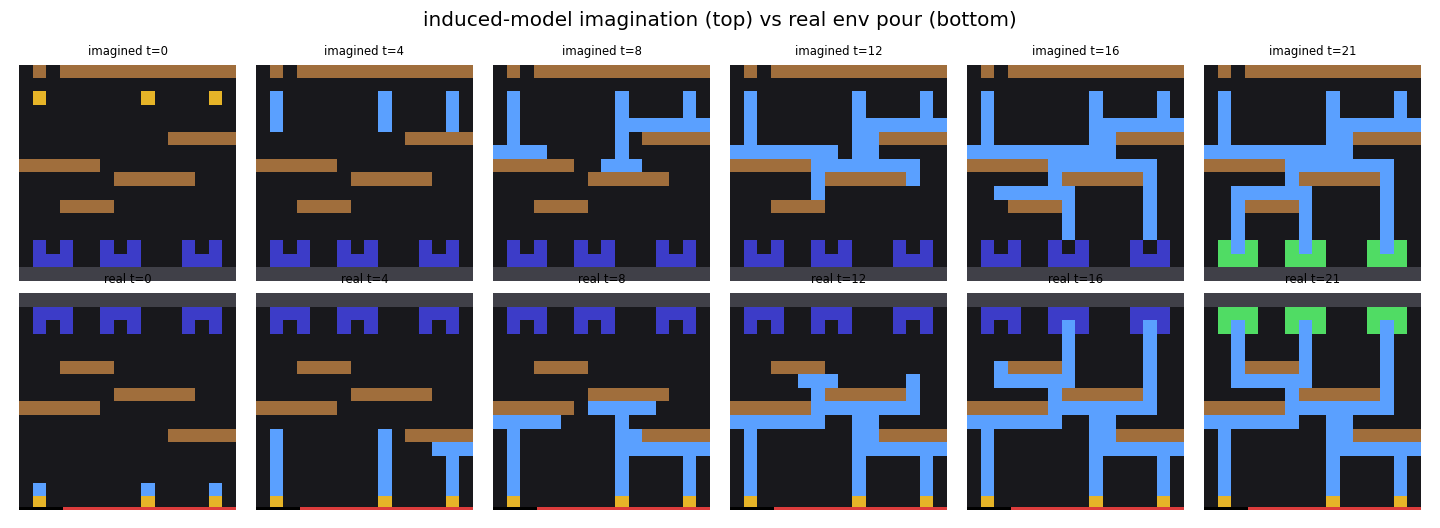 induced-model imagination (top) vs real env pour (bottom)
imagined t=0
imagined t=4
imagined t=8
imagined t=12
imagined t=16
imagined t=21
real t=0
real t=4
real t=8
real t=12
real t=16
real t=21